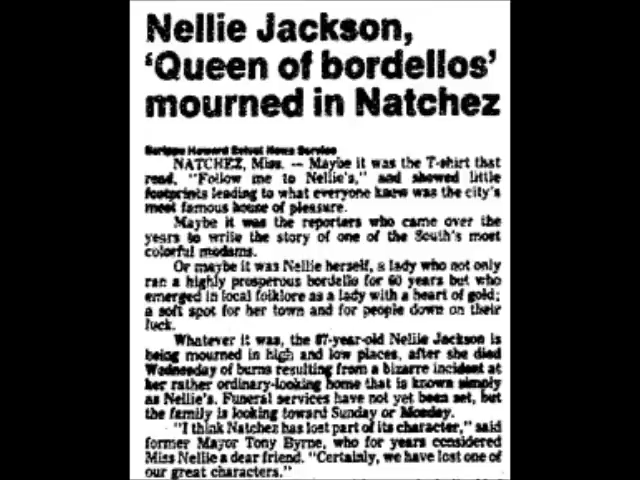 Nellie Jackson,
‘Queen of bordellos’
mourned in Natchez
Scripps Howard News Service
NATCHEZ, Miss. — Maybe it was the T-shirt that
read, "Follow me to Nellie's," and showed little
footprints leading to what everyone knew was the city's
most famous house of pleasure.
Maybe it was the reporters who came over the
years to write the story of one of the South's most
colorful madams.
Or maybe it was Nellie herself, a lady who not only
ran a highly prosperous bordello for 60 years but who
emerged in local folklore as a lady with a heart of gold;
a soft spot for her town and for people down on their
luck.
Whatever it was, the 87-year-old Nellie Jackson is
being mourned in high and low places, after she died
Wednesday of burns resulting from a bizarre incident at
her rather ordinary-looking home that is known simply
as Nellie's. Funeral services have not yet been set, but
the family is looking toward Sunday or Monday.
"I think Natchez has lost part of its character," said
former Mayor Tony Byrne, who for years considered
Miss Nellie a dear friend. "Certainly, we have lost one of
our great characters."